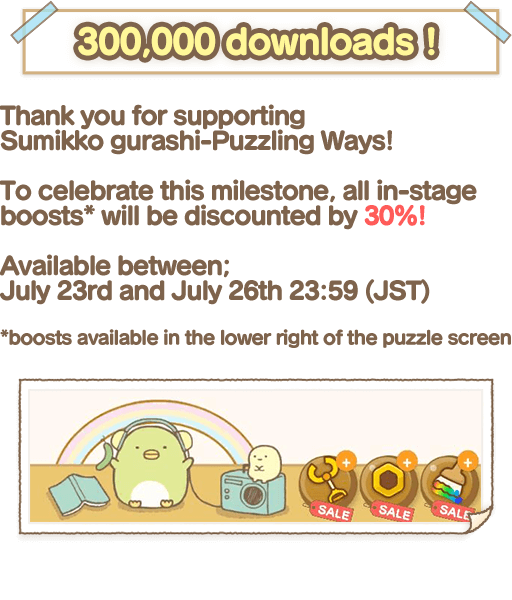 300,000 downloads !
Thank you for supporting
Sumikko gurashi-Puzzling Ways!
To celebrate this milestone, all in-stage
boosts* will be discounted by 30%!
Available between;
July 23rd and July 26th 23:59 (JST)
*boosts available in the lower right of the puzzle screen
SALE
SALE
SALE